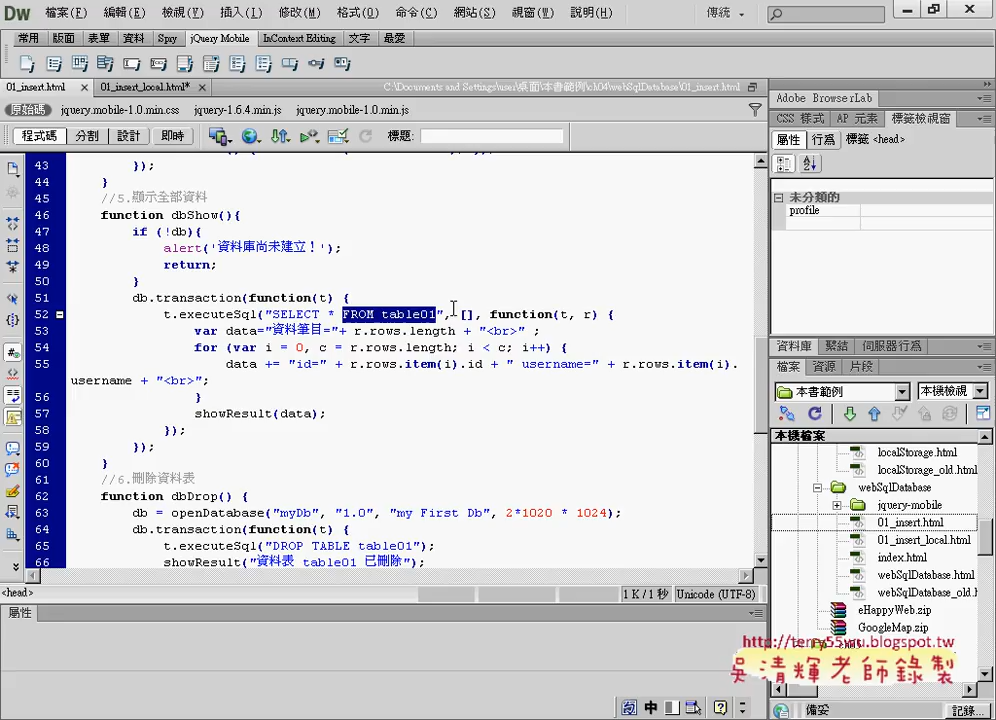 Dw 檔案(F) 編輯(E) 檢視(V) 插入(I) 修改(M) 格式(O) 命令(C) 網站(S) 視窗(W) 說明(H) 傳統
常用 版面 表單 資料 Spry jQuery Mobile InContext Editing 文字 最愛
01_insert.html 01_insert_local.html* C:\Documents and Settings\user\桌面\本書範例\ch04\webSqlDatabase\01_insert.html
原始碼 jquery.mobile-1.0.min.css jquery-1.6.4.min.js jquery.mobile-1.0.min.js
程式碼 分割 設計 即時 標題:
43 });
44 }
45 //5.顯示全部資料
46 function dbShow(){
47 if (!db){
48 alert('資料庫尚未建立！');
49 return;
50 }
51 db.transaction(function(t) {
52 t.executeSql("SELECT * FROM table01", [], function(t, r) {
53 var data="資料筆目="+ r.rows.length + "<br>" ;
54 for (var i = 0, c = r.rows.length; i < c; i++) {
55 data += "id=" + r.rows.item(i).id + " username=" + r.rows.item(i).
username + "<br>";
56 }
57 showResult(data);
58 });
59 });
60 }
61 //6.刪除資料表
62 function dbDrop() {
63 db = openDatabase("myDb", "1.0", "my First Db", 2*1020 * 1024);
64 db.transaction(function(t) {
65 t.executeSql("DROP TABLE table01");
66 showResult("資料表 table01 已刪除");
<head> 1 K / 1 秒 Unicode (UTF-8)
屬性
Adobe BrowserLab
CSS 樣式 AP 元素 標籤檢視窗
屬性 行為 標籤 <head>
未分類的
profile
資料庫 繫結 伺服器行為
檔案 資源 片段
本書範例 本機檢視
本機檔案
localStorage.html
localStorage_old.html
webSqlDatabase
jquery-mobile
01_insert.html
01_insert_local.html
index.html
webSqlDatabase.html
webSqlDatabase_old.h
eHappyWeb.zip
GoogleMap.zip
http://terry55wu.blogspot.tw
吳清輝老師錄製
中
備妥 記錄...